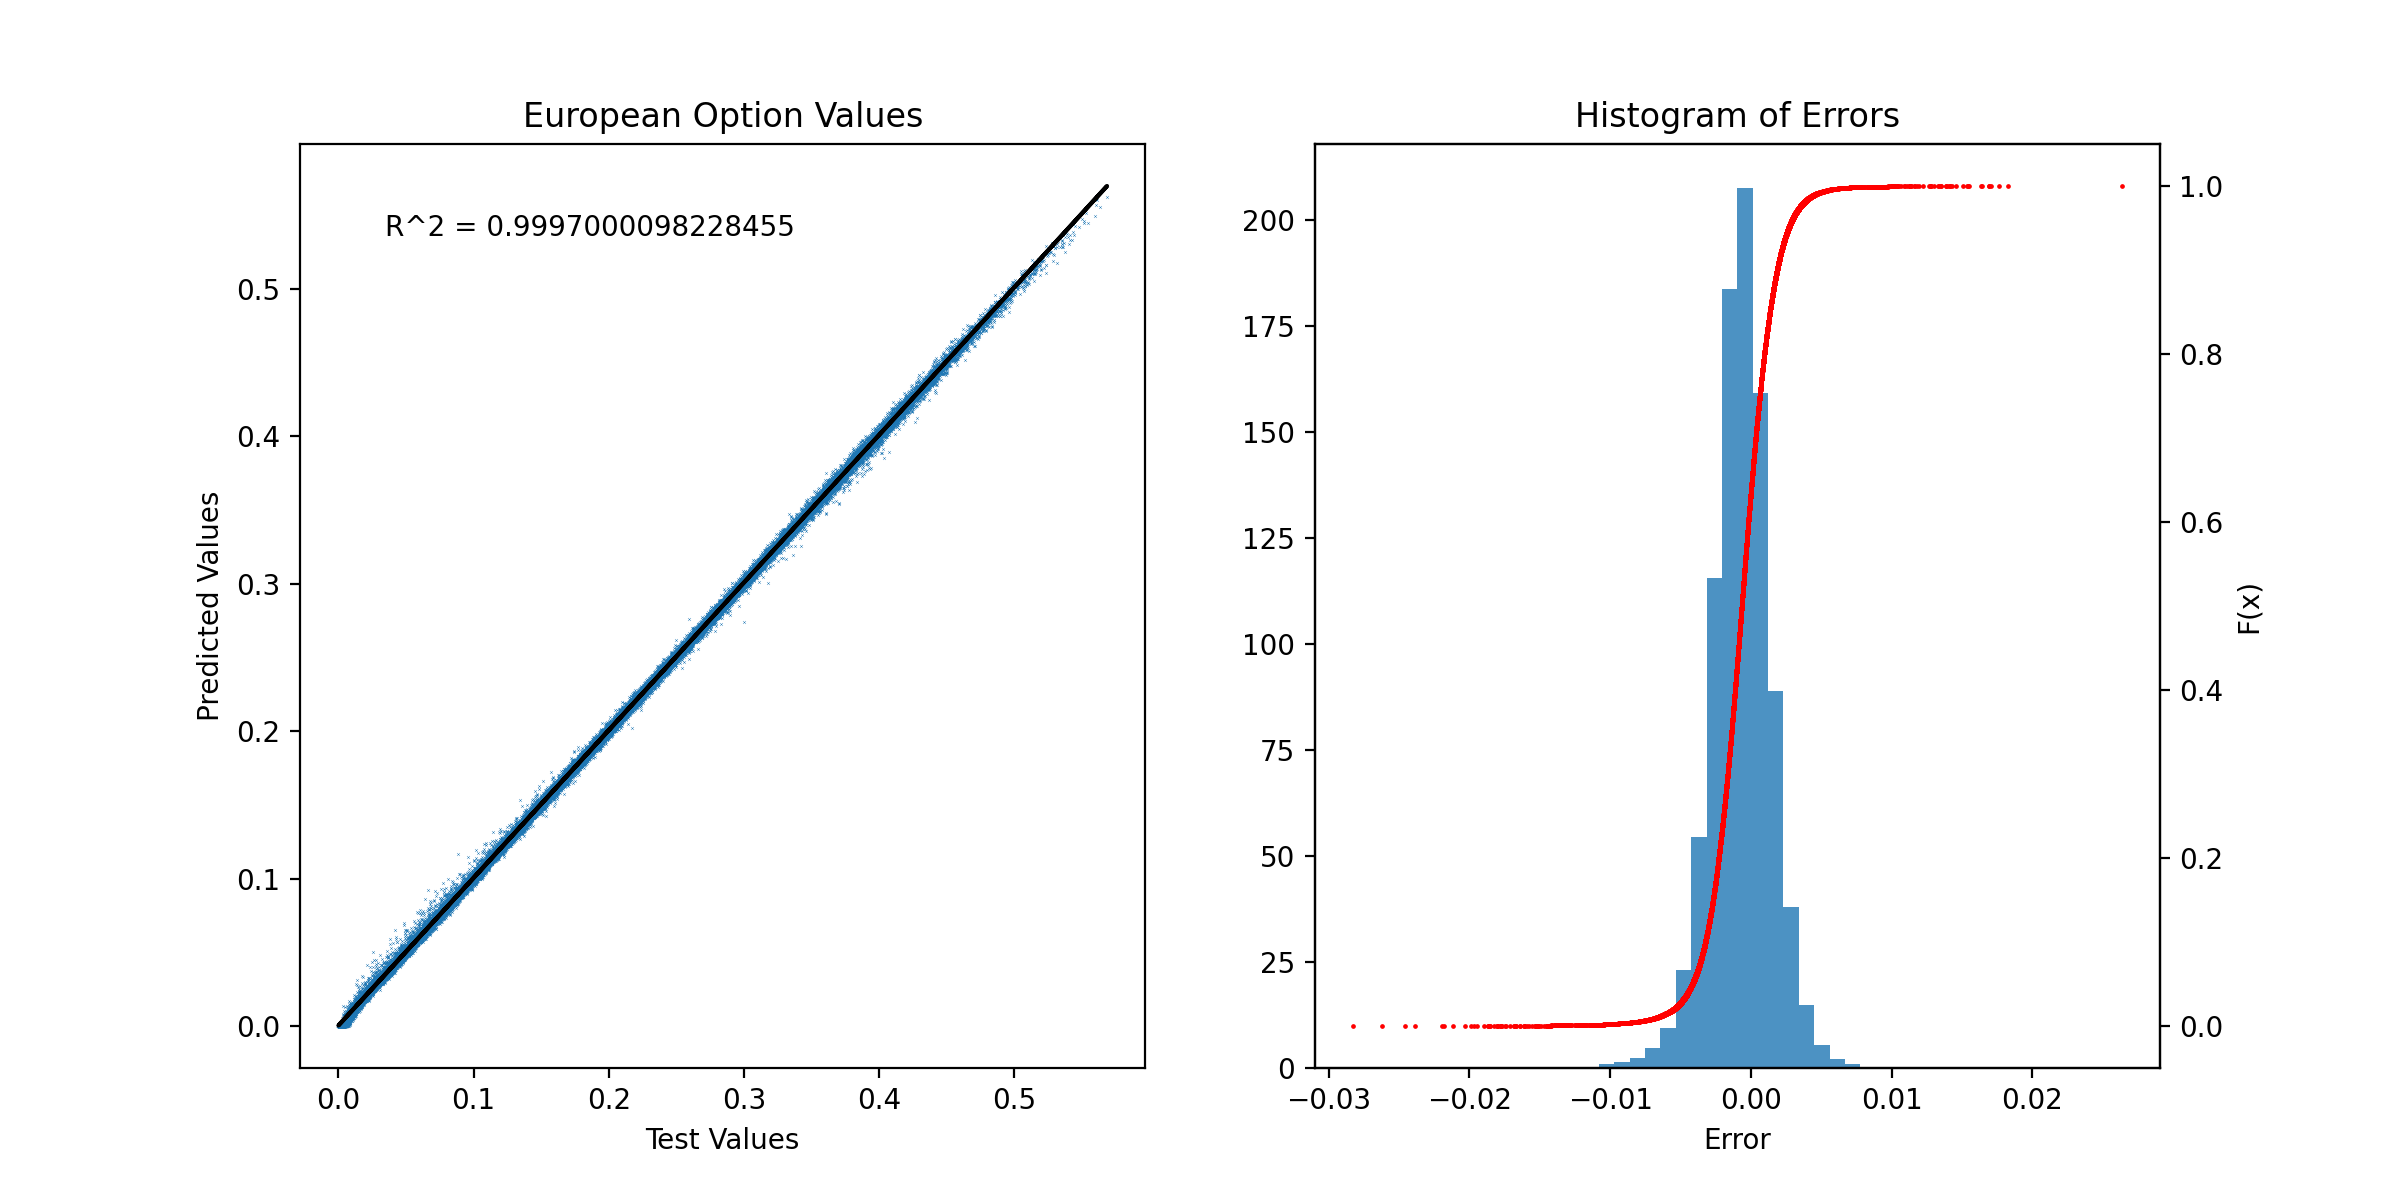 European Option Values
R^2 = 0.9997000098228455
Predicted Values
0.5
0.4
0.3
0.2
0.1
0.0
0.0 0.1 0.2 0.3 0.4 0.5
Test Values
Histogram of Errors
200
175
150
125
100
75
50
25
0
−0.03 −0.02 −0.01 0.00 0.01 0.02
Error
1.0
0.8
0.6
0.4
0.2
0.0
F(x)